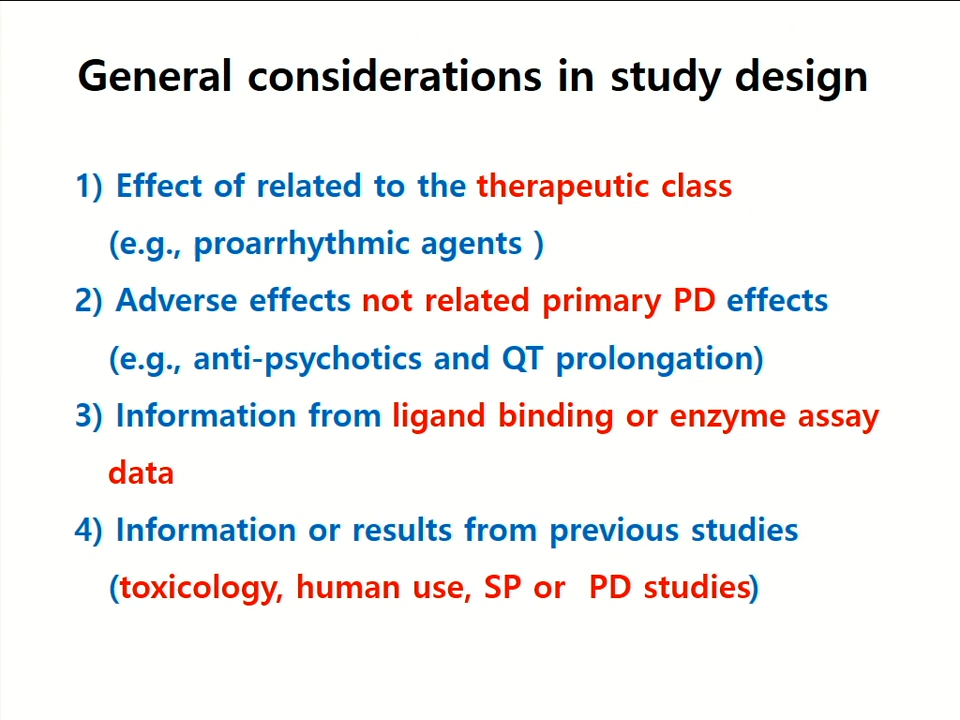 General considerations in study design
1) Effect of related to the therapeutic class
(e.g., proarrhythmic agents )
2) Adverse effects not related primary PD effects
(e.g., anti-psychotics and QT prolongation)
3) Information from ligand binding or enzyme assay
data
4) Information or results from previous studies
(toxicology, human use, SP or  PD studies)